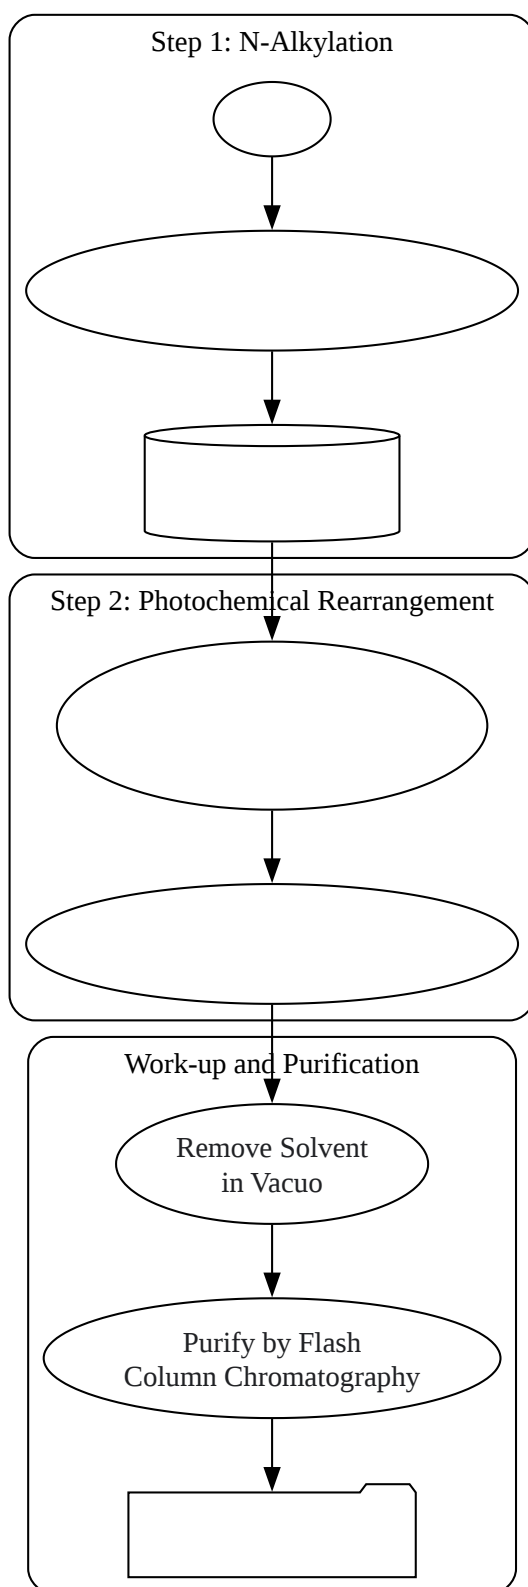 Step 1: N-Alkylation
Step 2: Photochemical Rearrangement
Work-up and Purification
Remove Solvent
in Vacuo
Purify by Flash
Column Chromatography